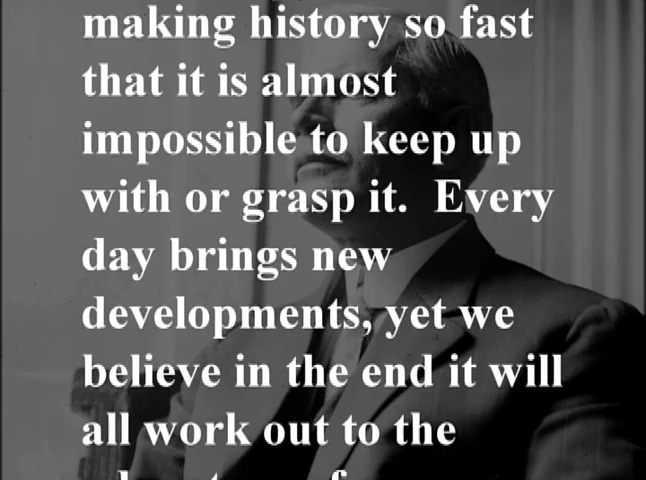 making history so fast
that it is almost
impossible to keep up
with or grasp it. Every
day brings new
developments, yet we
believe in the end it will
all work out to the